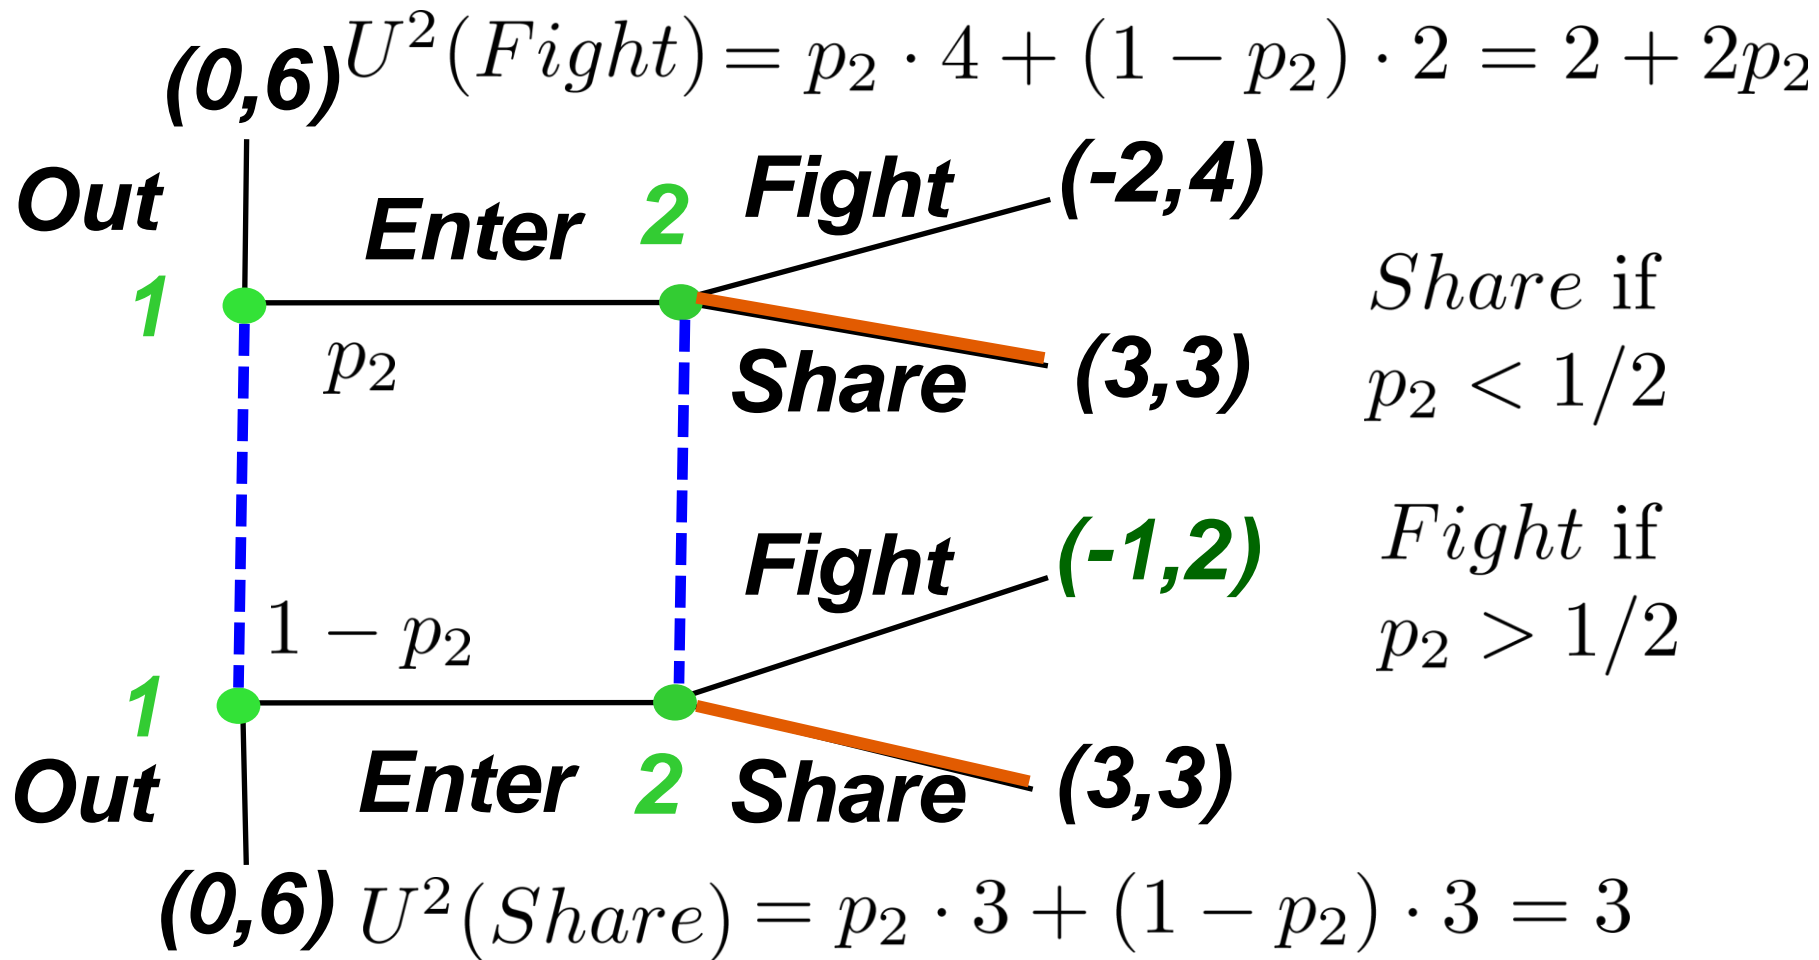 (0,6) U²(Fight) = p₂ · 4 + (1 − p₂) · 2 = 2 + 2p₂
Out
Enter
2
Fight
(-2,4)
1
p₂
Share
(3,3)
Share if
p₂ < 1/2
Fight
(-1,2)
Fight if
p₂ > 1/2
1 − p₂
1
Out
Enter
2
Share
(3,3)
(0,6) U²(Share) = p₂ · 3 + (1 − p₂) · 3 = 3